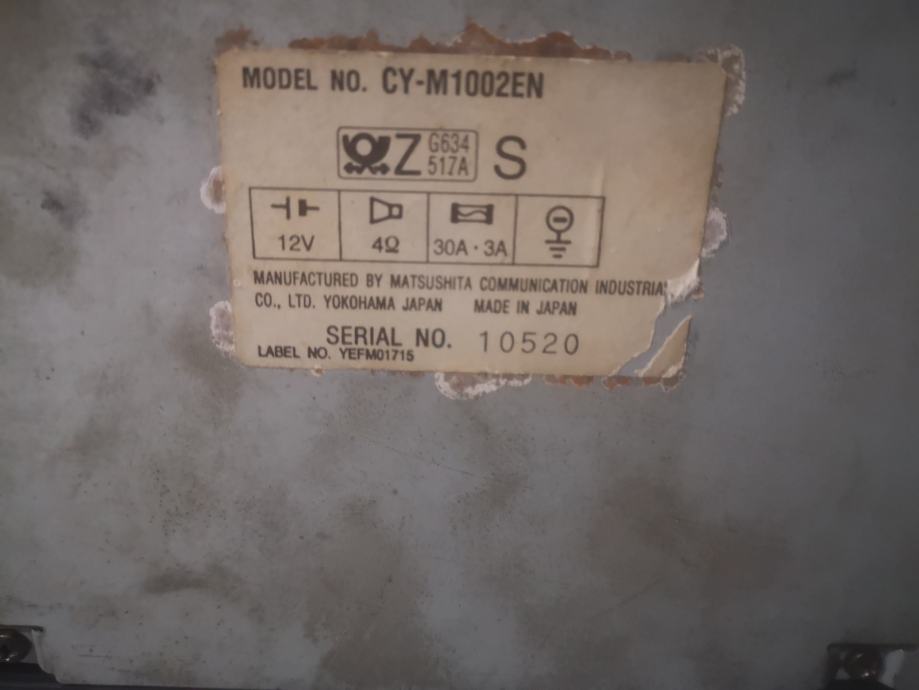 MODEL NO. CY-M1002EN
Z G634 517A S
12V 4Ω 30A·3A
MANUFACTURED BY MATSUSHITA COMMUNICATION INDUSTRIA
CO., LTD. YOKOHAMA JAPAN MADE IN JAPAN
SERIAL NO. 10520
LABEL NO. YEFM01715